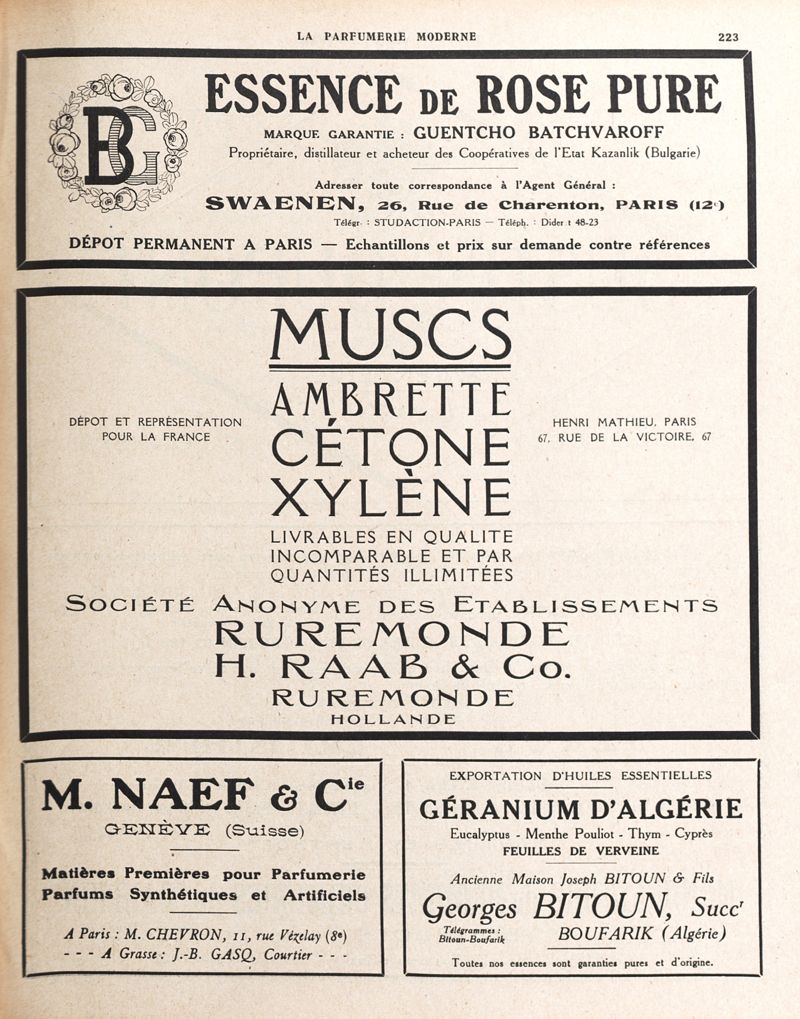 LA PARFUMERIE MODERNE 223
BG
ESSENCE DE ROSE PURE
MARQUE GARANTIE : GUENTCHO BATCHVAROFF
Propriétaire, distillateur et acheteur des Coopératives de l'Etat Kazanlik (Bulgarie)
Adresser toute correspondance à l'Agent Général :
SWAENEN, 26, Rue de Charenton, PARIS (12e)
Télégr. : STUDACTION-PARIS — Téléph. : Dider t 48-23
DÉPOT PERMANENT A PARIS — Echantillons et prix sur demande contre références
MUSCS
AMBRETTE
CÉTONE
XYLÈNE
DÉPOT ET REPRÉSENTATION
POUR LA FRANCE
HENRI MATHIEU, PARIS
67, RUE DE LA VICTOIRE, 67
LIVRABLES EN QUALITE
INCOMPARABLE ET PAR
QUANTITÉS ILLIMITÉES
SOCIÉTÉ ANONYME DES ETABLISSEMENTS
RUREMONDE
H. RAAB & CO.
RUREMONDE
HOLLANDE
M. NAEF & Cie
GENÈVE (Suisse)
Matières Premières pour Parfumerie
Parfums Synthétiques et Artificiels
A Paris : M. CHEVRON, 11, rue Vézelay (8e)
- - - A Grasse : J.-B. GASQ, Courtier - - -
EXPORTATION D'HUILES ESSENTIELLES
GÉRANIUM D'ALGÉRIE
Eucalyptus - Menthe Pouliot - Thym - Cyprès
FEUILLES DE VERVEINE
Ancienne Maison Joseph BITOUN & Fils
Georges BITOUN, Succr
Télégrammes :
Bitoun-Boufarik
BOUFARIK (Algérie)
Toutes nos essences sont garanties pures et d'origine.